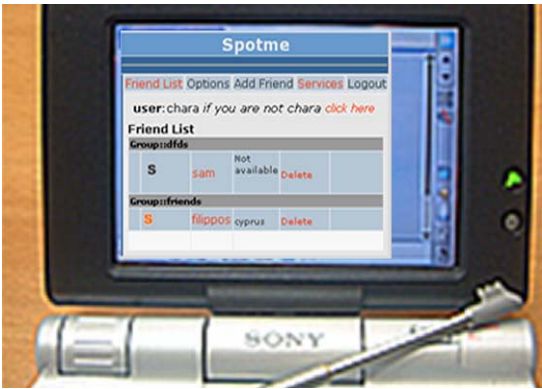 Spotme
Friend List Options Add Friend Services Logout
user: chara if you are not chara click here
Friend List
Group::dfds
S sam Not available Delete
Group::friends
S filippos cyprus Delete
SONY